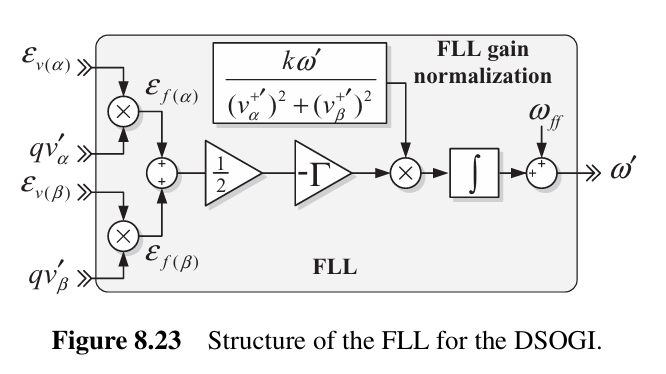 ε_{v(α)}
qv′_α
ε_{v(β)}
qv′_β
ε_{f(α)}
ε_{f(β)}
×
×
+
+
1/2
-Γ
kω′
(v_α^{+′})² + (v_β^{+′})²
FLL gain
normalization
×
∫
ω_{ff}
+
+
ω′
FLL
Figure 8.23 Structure of the FLL for the DSOGI.